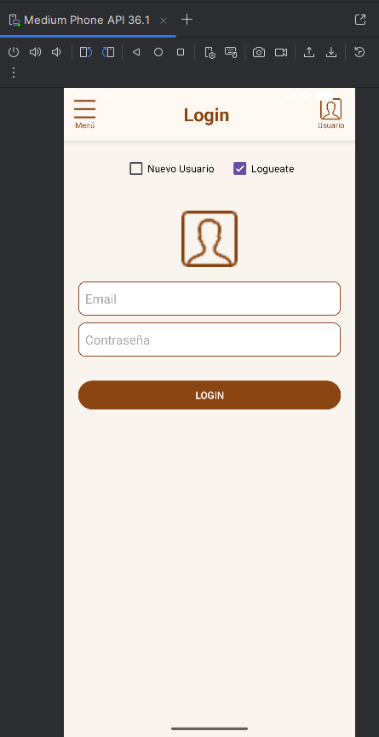 Medium Phone API 36.1
Login
Menú
Usuario
Nuevo Usuario
Logueate
Email
Contraseña
LOGIN